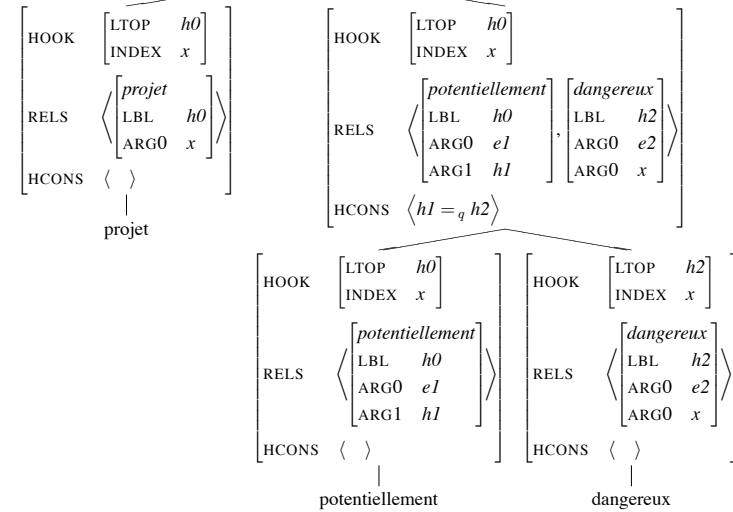 HOOK [LTOP h0
INDEX x]
RELS ⟨[projet
LBL h0
ARG0 x]⟩
HCONS ⟨ ⟩
projet
HOOK [LTOP h0
INDEX x]
RELS ⟨[potentiellement
LBL h0
ARG0 e1
ARG1 h1], [dangereux
LBL h2
ARG0 e2
ARG0 x]⟩
HCONS ⟨h1 =q h2⟩
HOOK [LTOP h0
INDEX x]
RELS ⟨[potentiellement
LBL h0
ARG0 e1
ARG1 h1]⟩
HCONS ⟨ ⟩
potentiellement
HOOK [LTOP h2
INDEX x]
RELS ⟨[dangereux
LBL h2
ARG0 e2
ARG0 x]⟩
HCONS ⟨ ⟩
dangereux